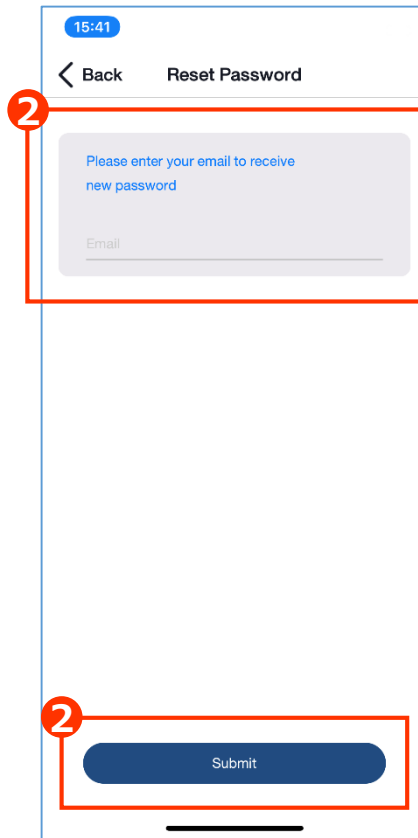 15:41
Back Reset Password
2
Please enter your email to receive
new password
Email
2
Submit